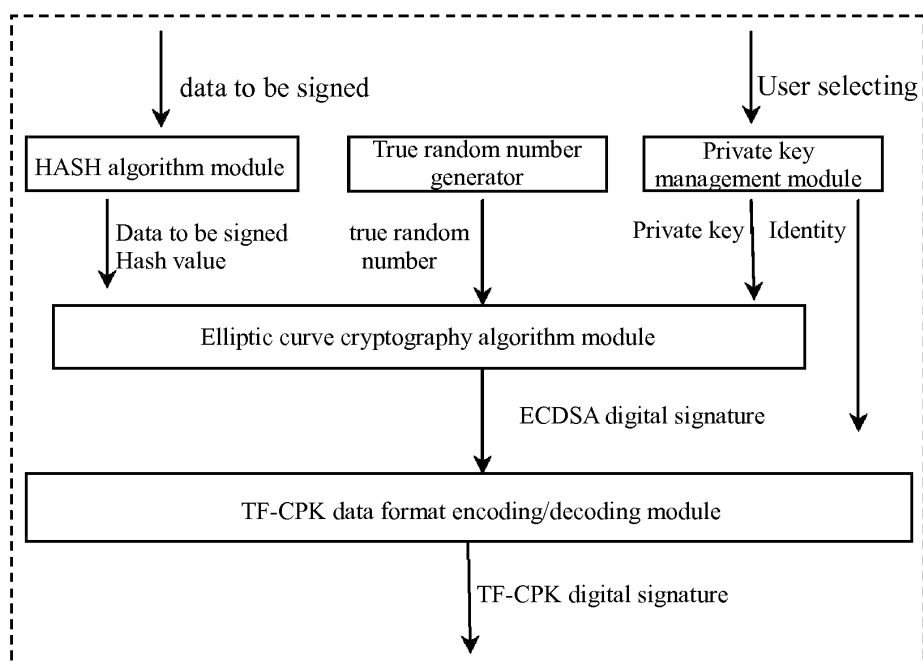 data to be signed
User selecting
HASH algorithm module
True random number
generator
Private key
management module
Data to be signed
Hash value
true random
number
Private key
Identity
Elliptic curve cryptography algorithm module
ECDSA digital signature
TF-CPK data format encoding/decoding module
TF-CPK digital signature